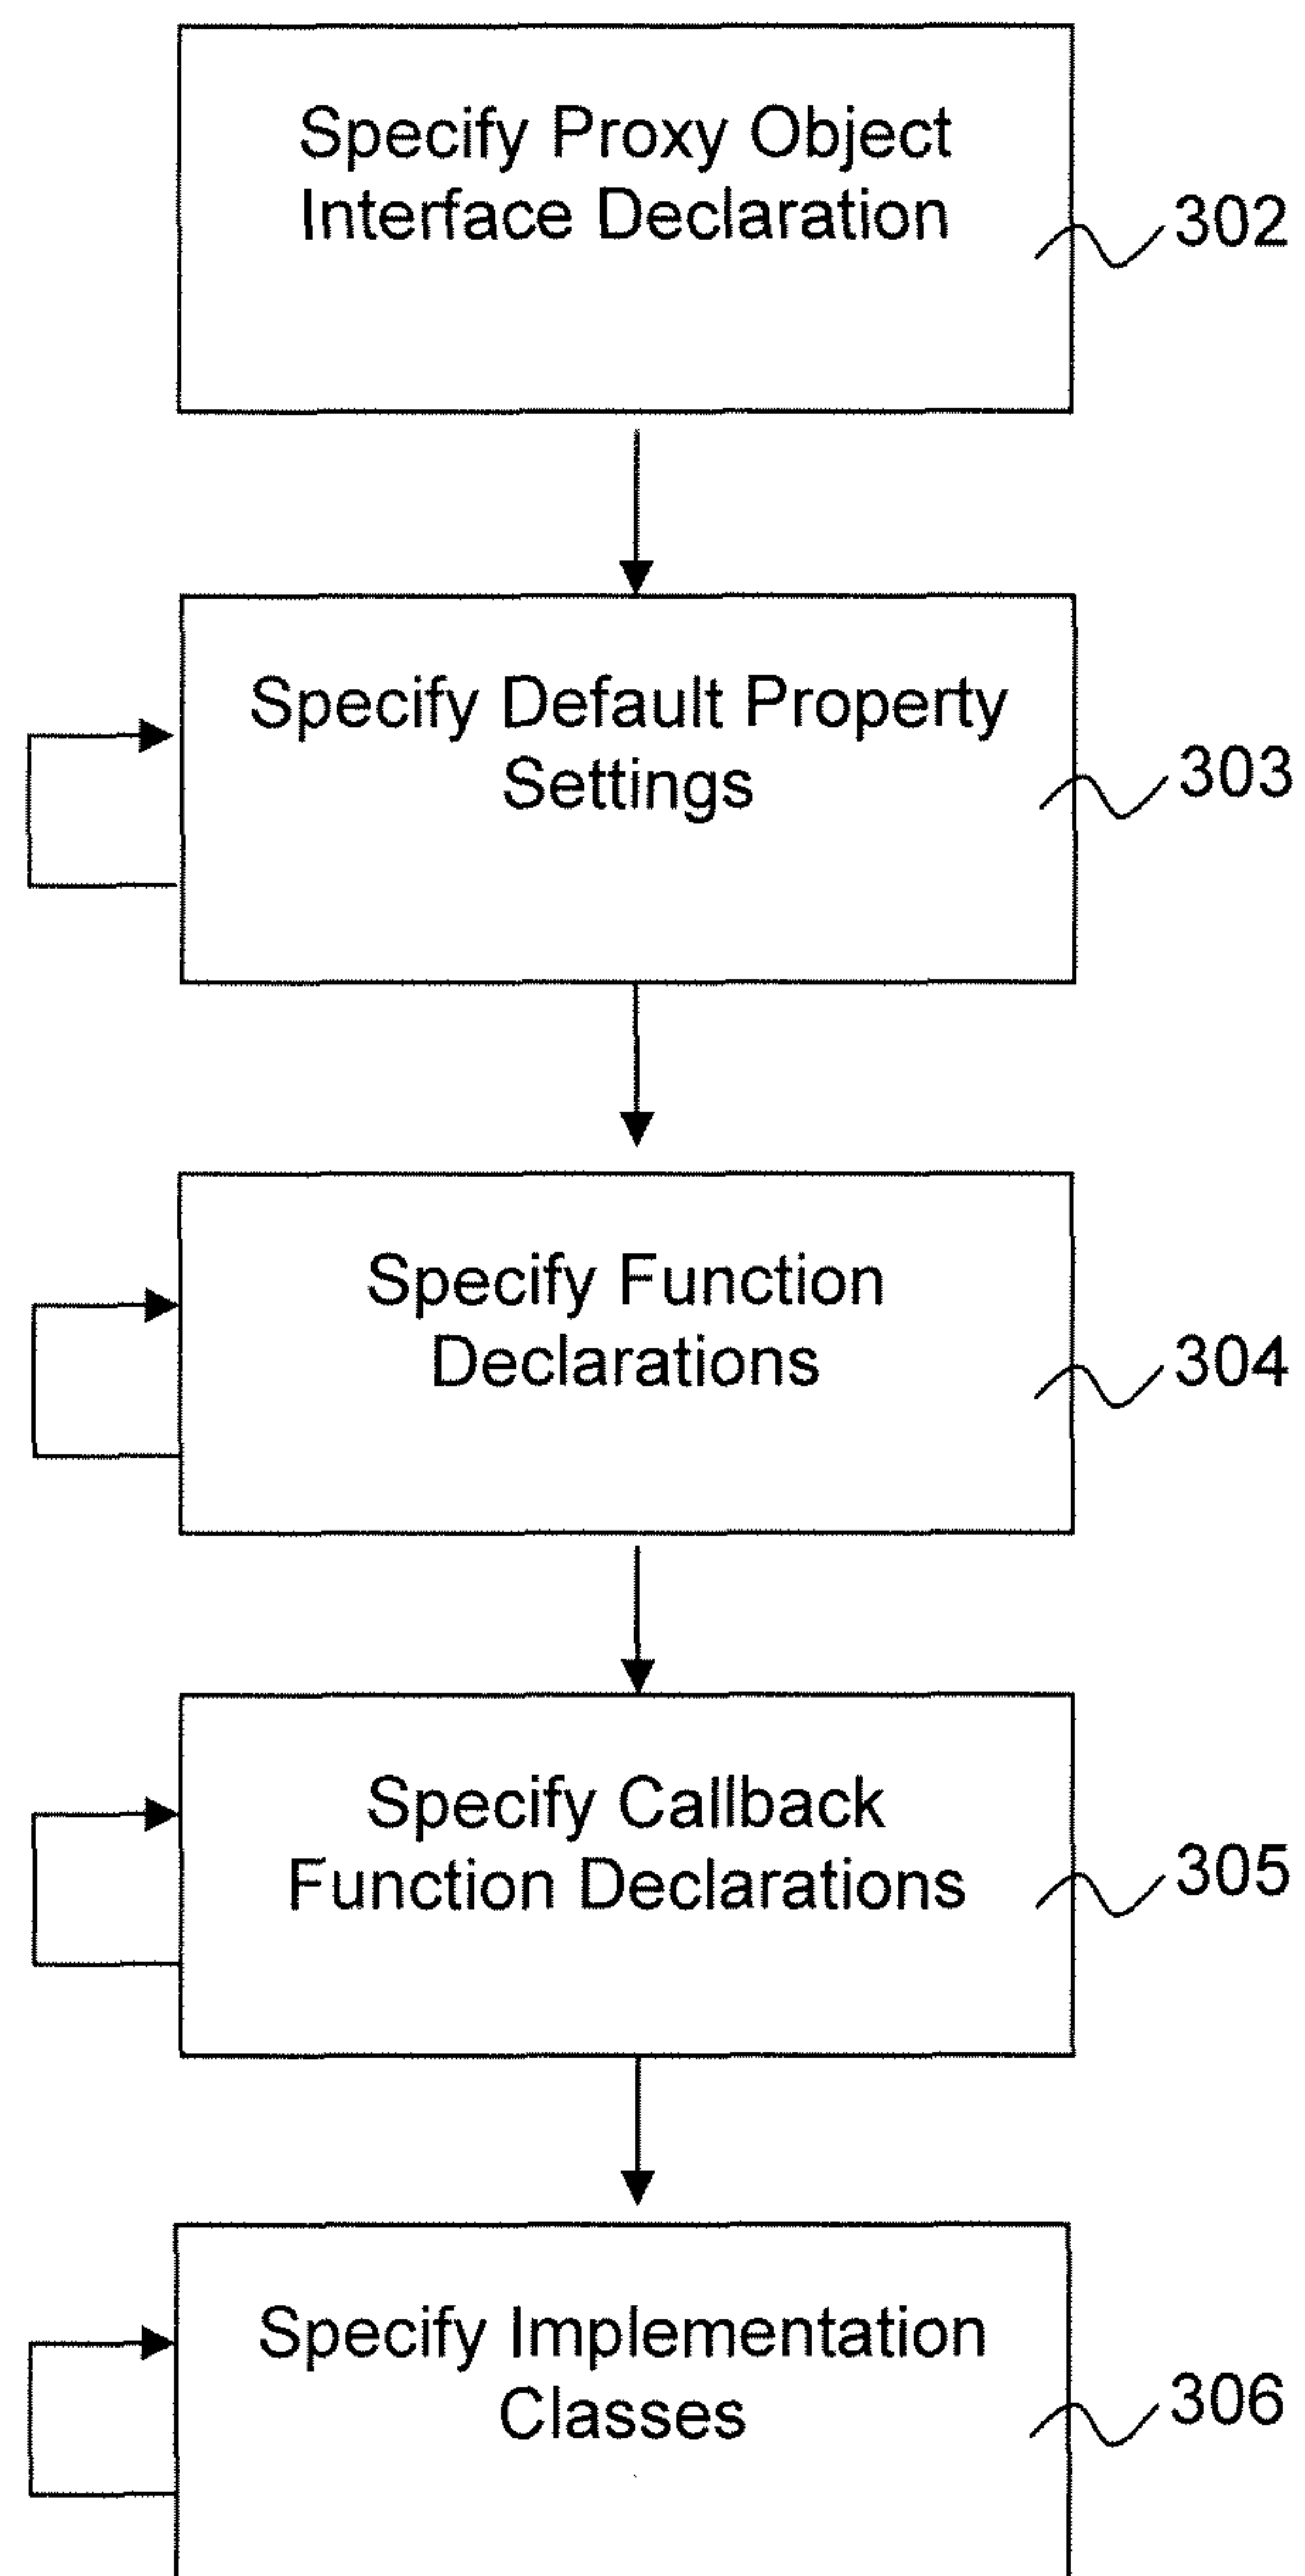 Specify Proxy Object
Interface Declaration
302
Specify Default Property
Settings
303
Specify Function
Declarations
304
Specify Callback
Function Declarations
305
Specify Implementation
Classes
306